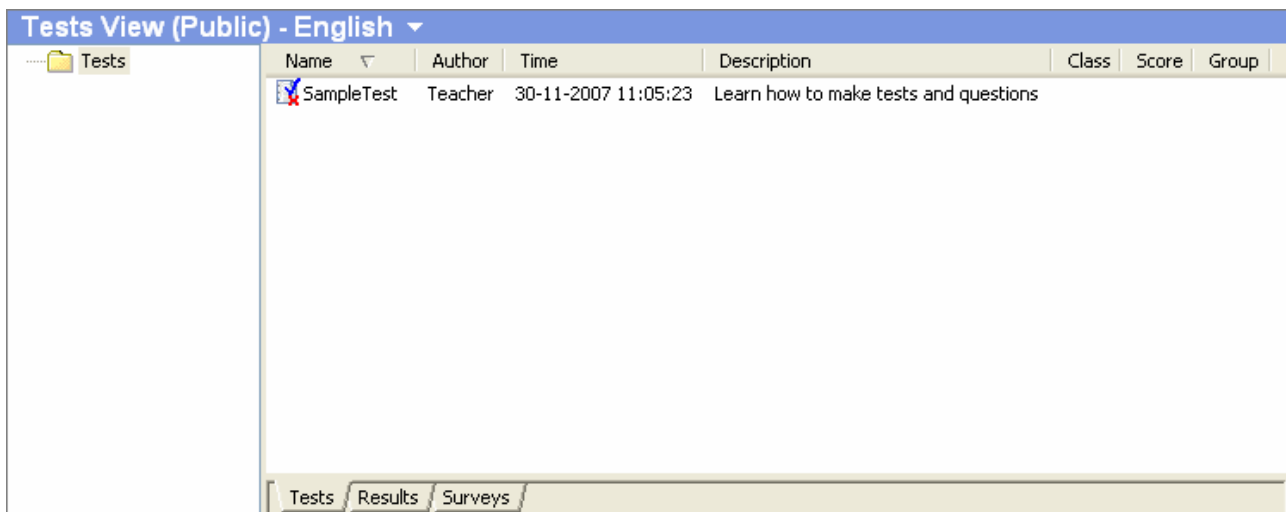 Tests View (Public) - English
Tests
Name Author Time Description Class Score Group
SampleTest Teacher 30-11-2007 11:05:23 Learn how to make tests and questions
Tests Results Surveys